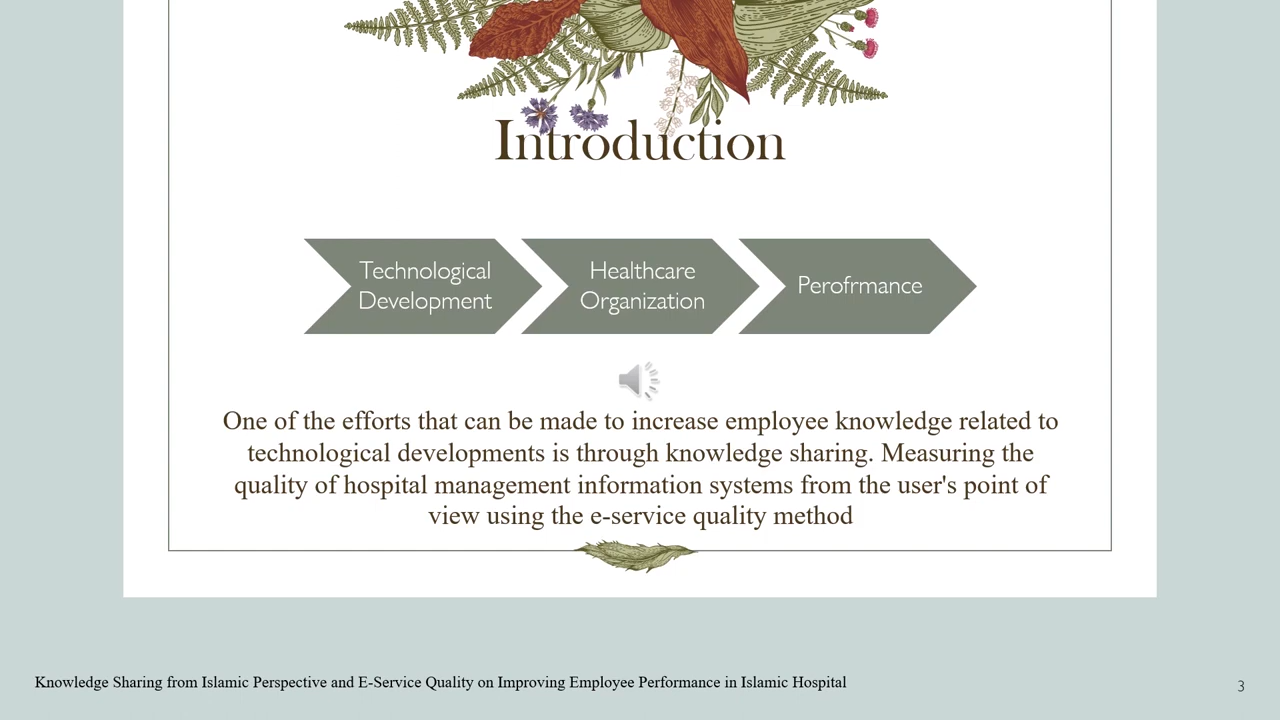 Introduction
Technological
Development
Healthcare
Organization
Perofrmance
One of the efforts that can be made to increase employee knowledge related to
technological developments is through knowledge sharing. Measuring the
quality of hospital management information systems from the user's point of
view using the e-service quality method
Knowledge Sharing from Islamic Perspective and E-Service Quality on Improving Employee Performance in Islamic Hospital
3